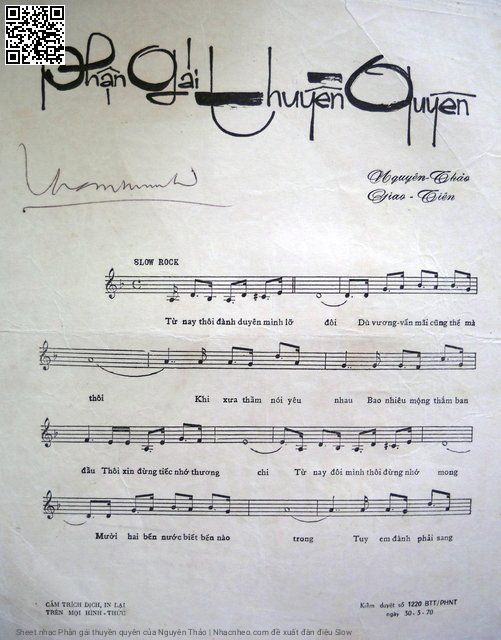 Phận Gái Thuyền Quyên
Nguyên-Thảo
Giao-Tiên
SLOW ROCK
Từ nay thôi đành duyên mình lỡ đôi Dù vương-vấn mãi cũng thế mà
thôi Khi xưa thầm nói yêu nhau Bao nhiêu mộng thắm ban
đầu Thôi xin đừng tiếc nhớ thương chi Từ nay đôi mình thôi đừng nhớ mong
Mười hai bến nước biết bến nào trong Tuy em đành phải sang
CẤM TRÍCH DỊCH, IN LẠI
TRÊN MỌI HÌNH-THỨC
Kiểm duyệt số 1220 BTT/PHNT
ngày 30-5-70
Sheet nhạc Phận gái thuyền quyên của Nguyên Thảo | Nhacnheo.com đề xuất đàn điệu Slow